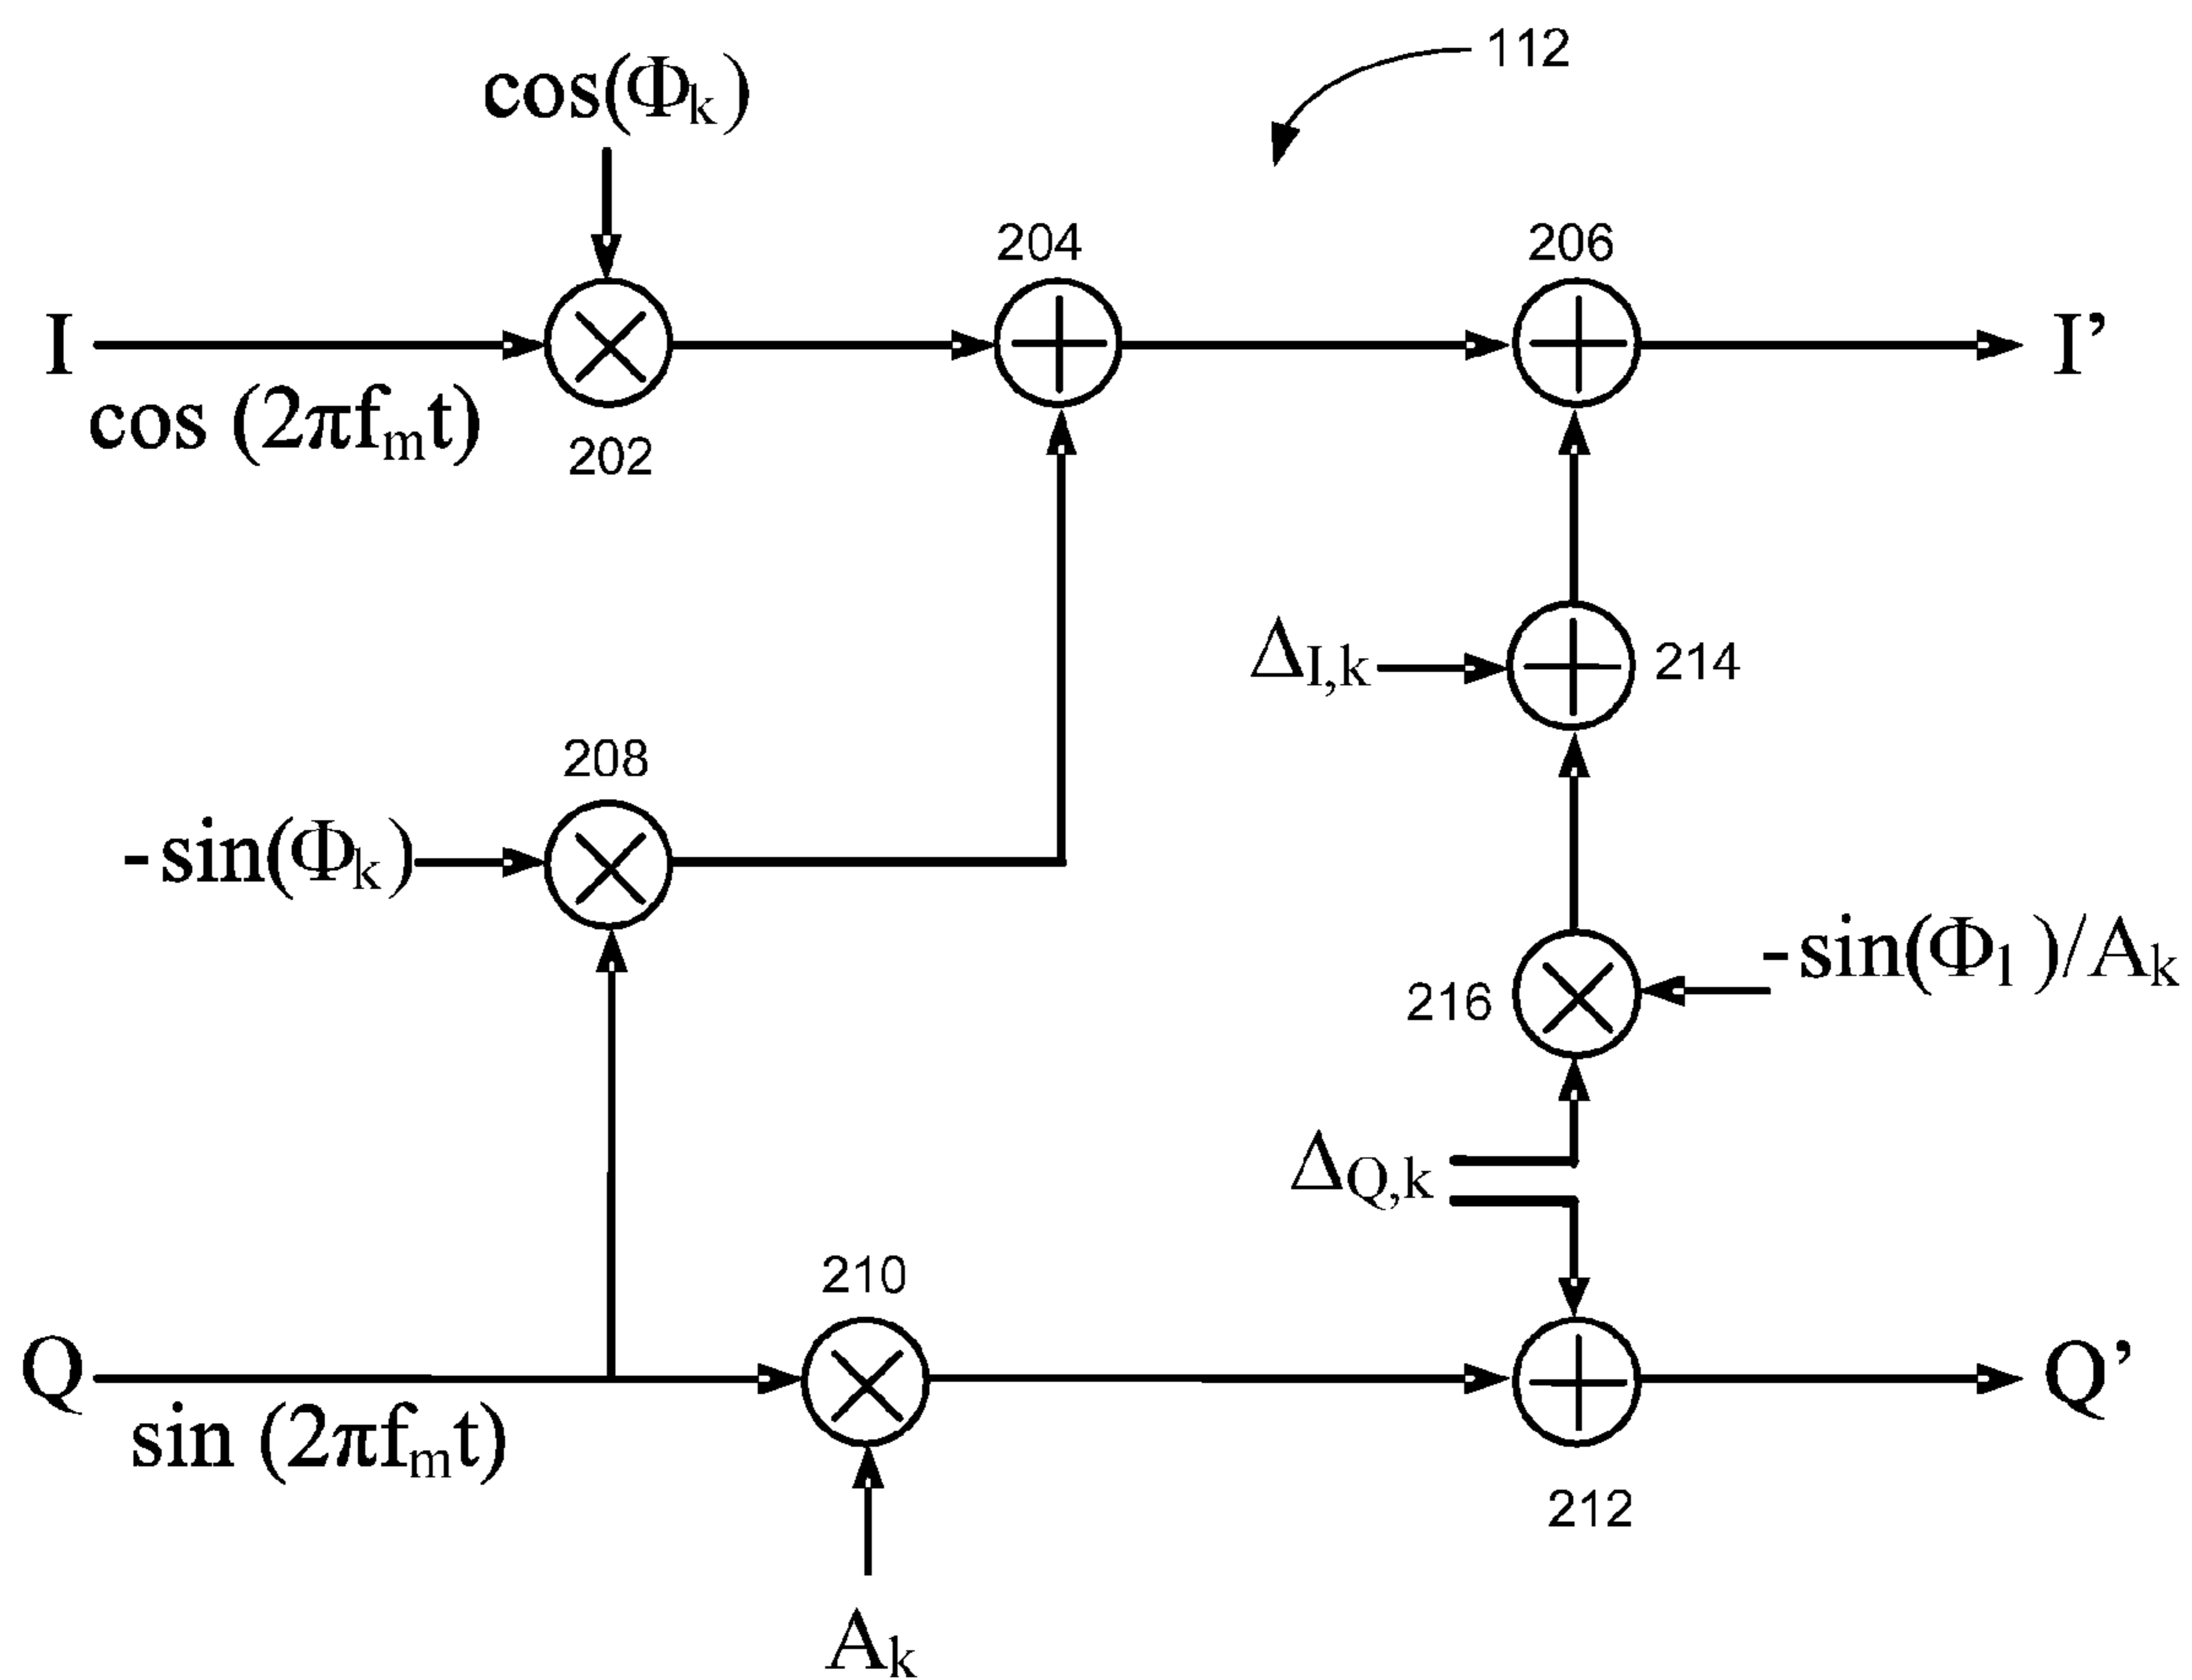 112
cos(Φk)
204
206
I
I’
cos (2πfmt)
202
ΔI,k
214
208
-sin(Φk)
-sin(Φ1)/Ak
216
ΔQ,k
210
Q
Q’
sin (2πfmt)
212
Ak